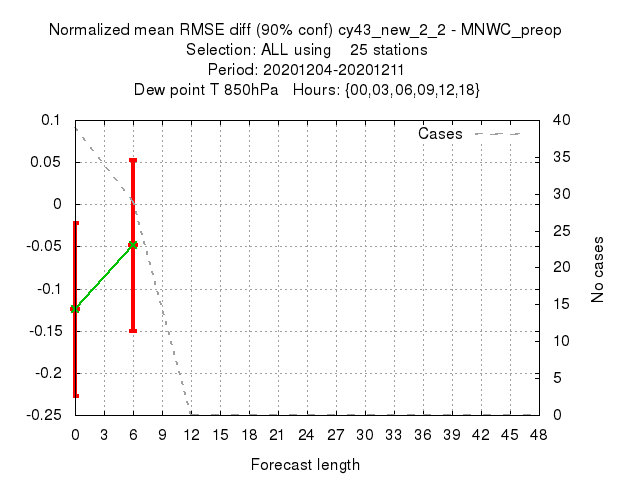 Normalized mean RMSE diff (90% conf) cy43_new_2_2 - MNWC_preop
Selection: ALL using 25 stations
Period: 20201204-20201211
Dew point T 850hPa Hours: {00,03,06,09,12,18}
Cases
0.1
0.05
0
-0.05
-0.1
-0.15
-0.2
-0.25
40
35
30
25
20
15
10
5
0
No cases
0 3 6 9 12 15 18 21 24 27 30 33 36 39 42 45 48
Forecast length